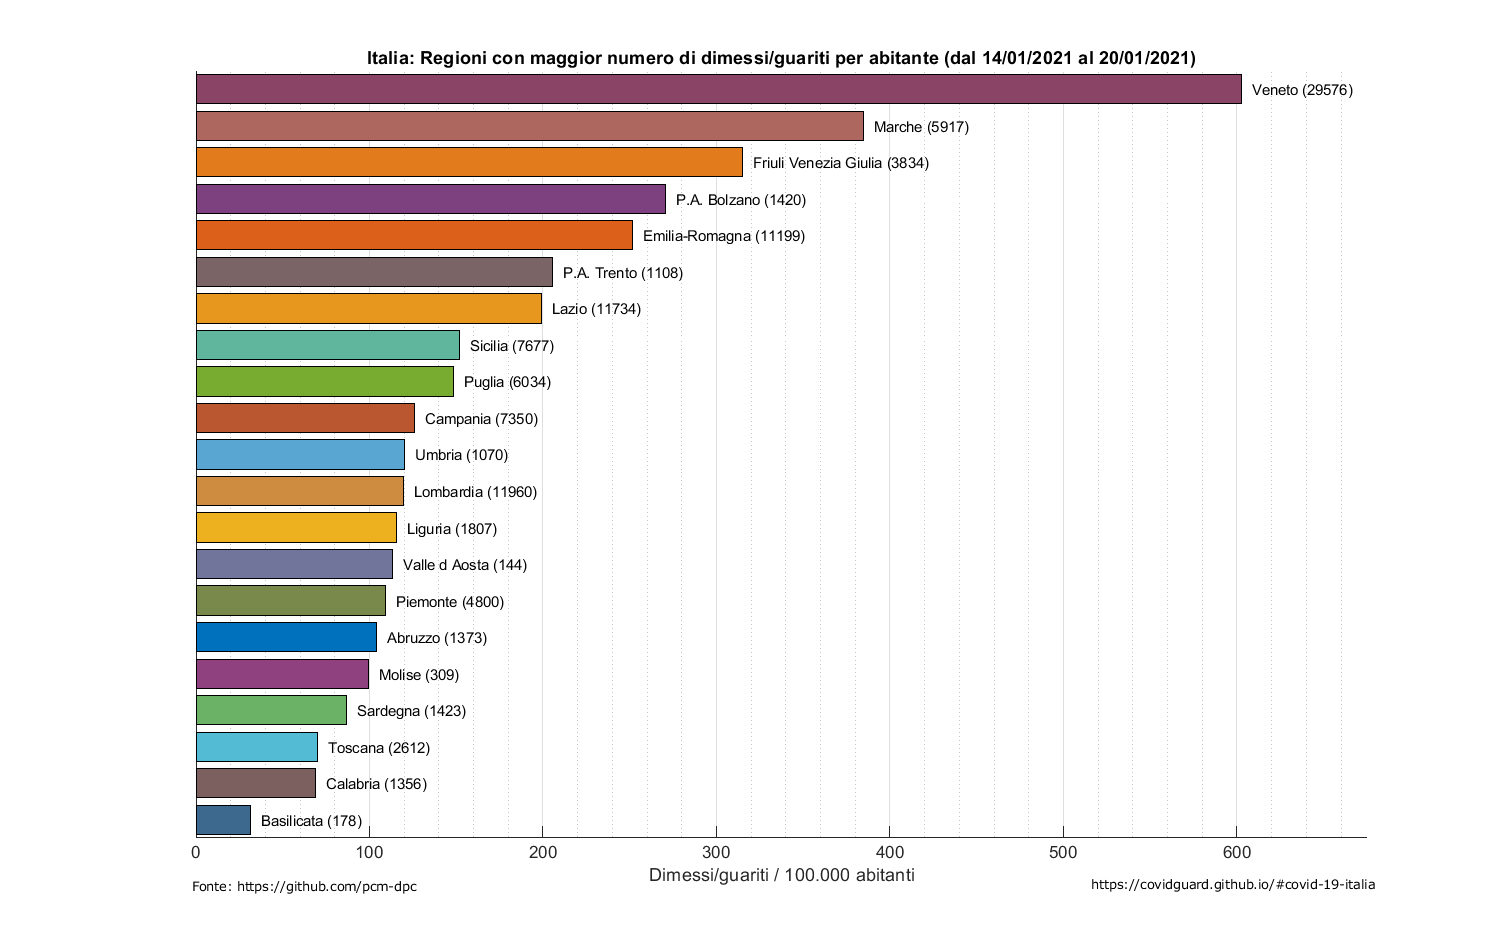 Italia: Regioni con maggior numero di dimessi/guariti per abitante (dal 14/01/2021 al 20/01/2021)
Veneto (29576)
Marche (5917)
Friuli Venezia Giulia (3834)
P.A. Bolzano (1420)
Emilia-Romagna (11199)
P.A. Trento (1108)
Lazio (11734)
Sicilia (7677)
Puglia (6034)
Campania (7350)
Umbria (1070)
Lombardia (11960)
Liguria (1807)
Valle d Aosta (144)
Piemonte (4800)
Abruzzo (1373)
Molise (309)
Sardegna (1423)
Toscana (2612)
Calabria (1356)
Basilicata (178)
0 100 200 300 400 500 600
Dimessi/guariti / 100.000 abitanti
Fonte: https://github.com/pcm-dpc
https://covidguard.github.io/#covid-19-italia